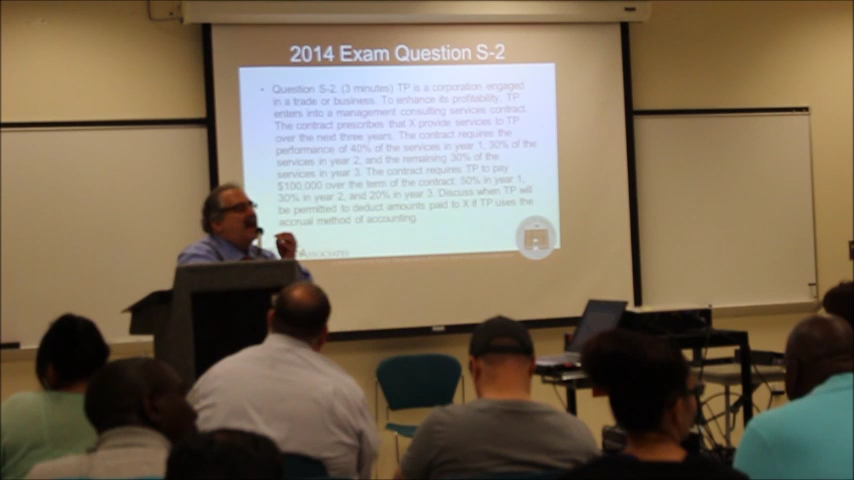 2014 Exam Question S-2
• Question S-2. (3 minutes) TP is a corporation engaged
in a trade or business. To enhance its profitability, TP
enters into a management consulting services contract.
The contract prescribes that X provide services to TP
over the next three years. The contract requires the
performance of 40% of the services in year 1, 30% of the
services in year 2, and the remaining 30% of the
services in year 3. The contract requires TP to pay
$100,000 over the term of the contract: 50% in year 1,
30% in year 2, and 20% in year 3. Discuss when TP will
be permitted to deduct amounts paid to X if TP uses the
accrual method of accounting.